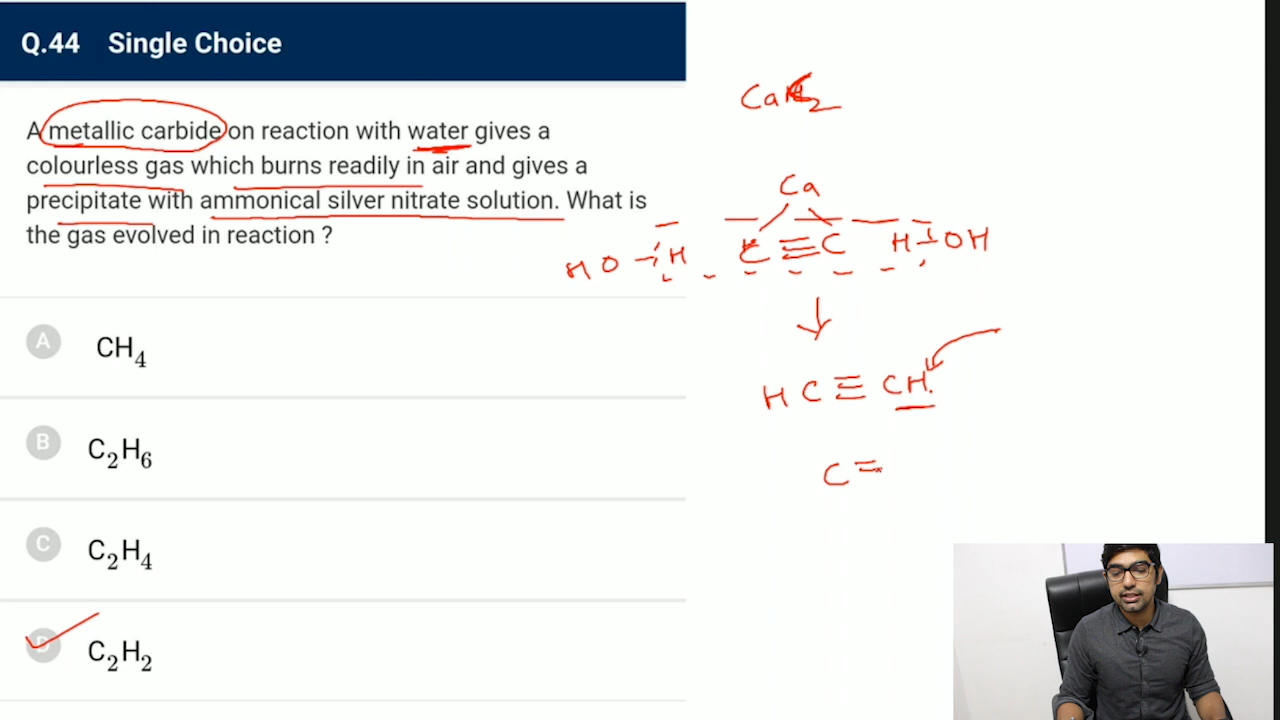 Q.44 Single Choice
A metallic carbide on reaction with water gives a
colourless gas which burns readily in air and gives a
precipitate with ammonical silver nitrate solution. What is
the gas evolved in reaction ?
A CH₄
B C₂H₆
C C₂H₄
D C₂H₂
Ca
HO H C≡C H OH
HC≡CH.
C=